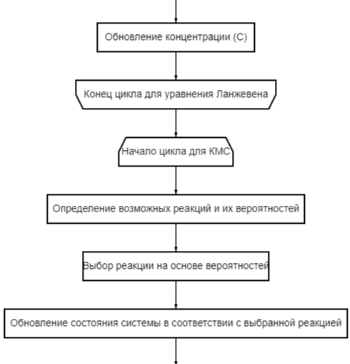 Обновление концентрации (С)
Конец цикла для уравнения Ланжевена
Начало цикла для КМС
Определение возможных реакций и их вероятностей
Выбор реакции на основе вероятностей
Обновление состояния системы в соответствии с выбранной реакцией